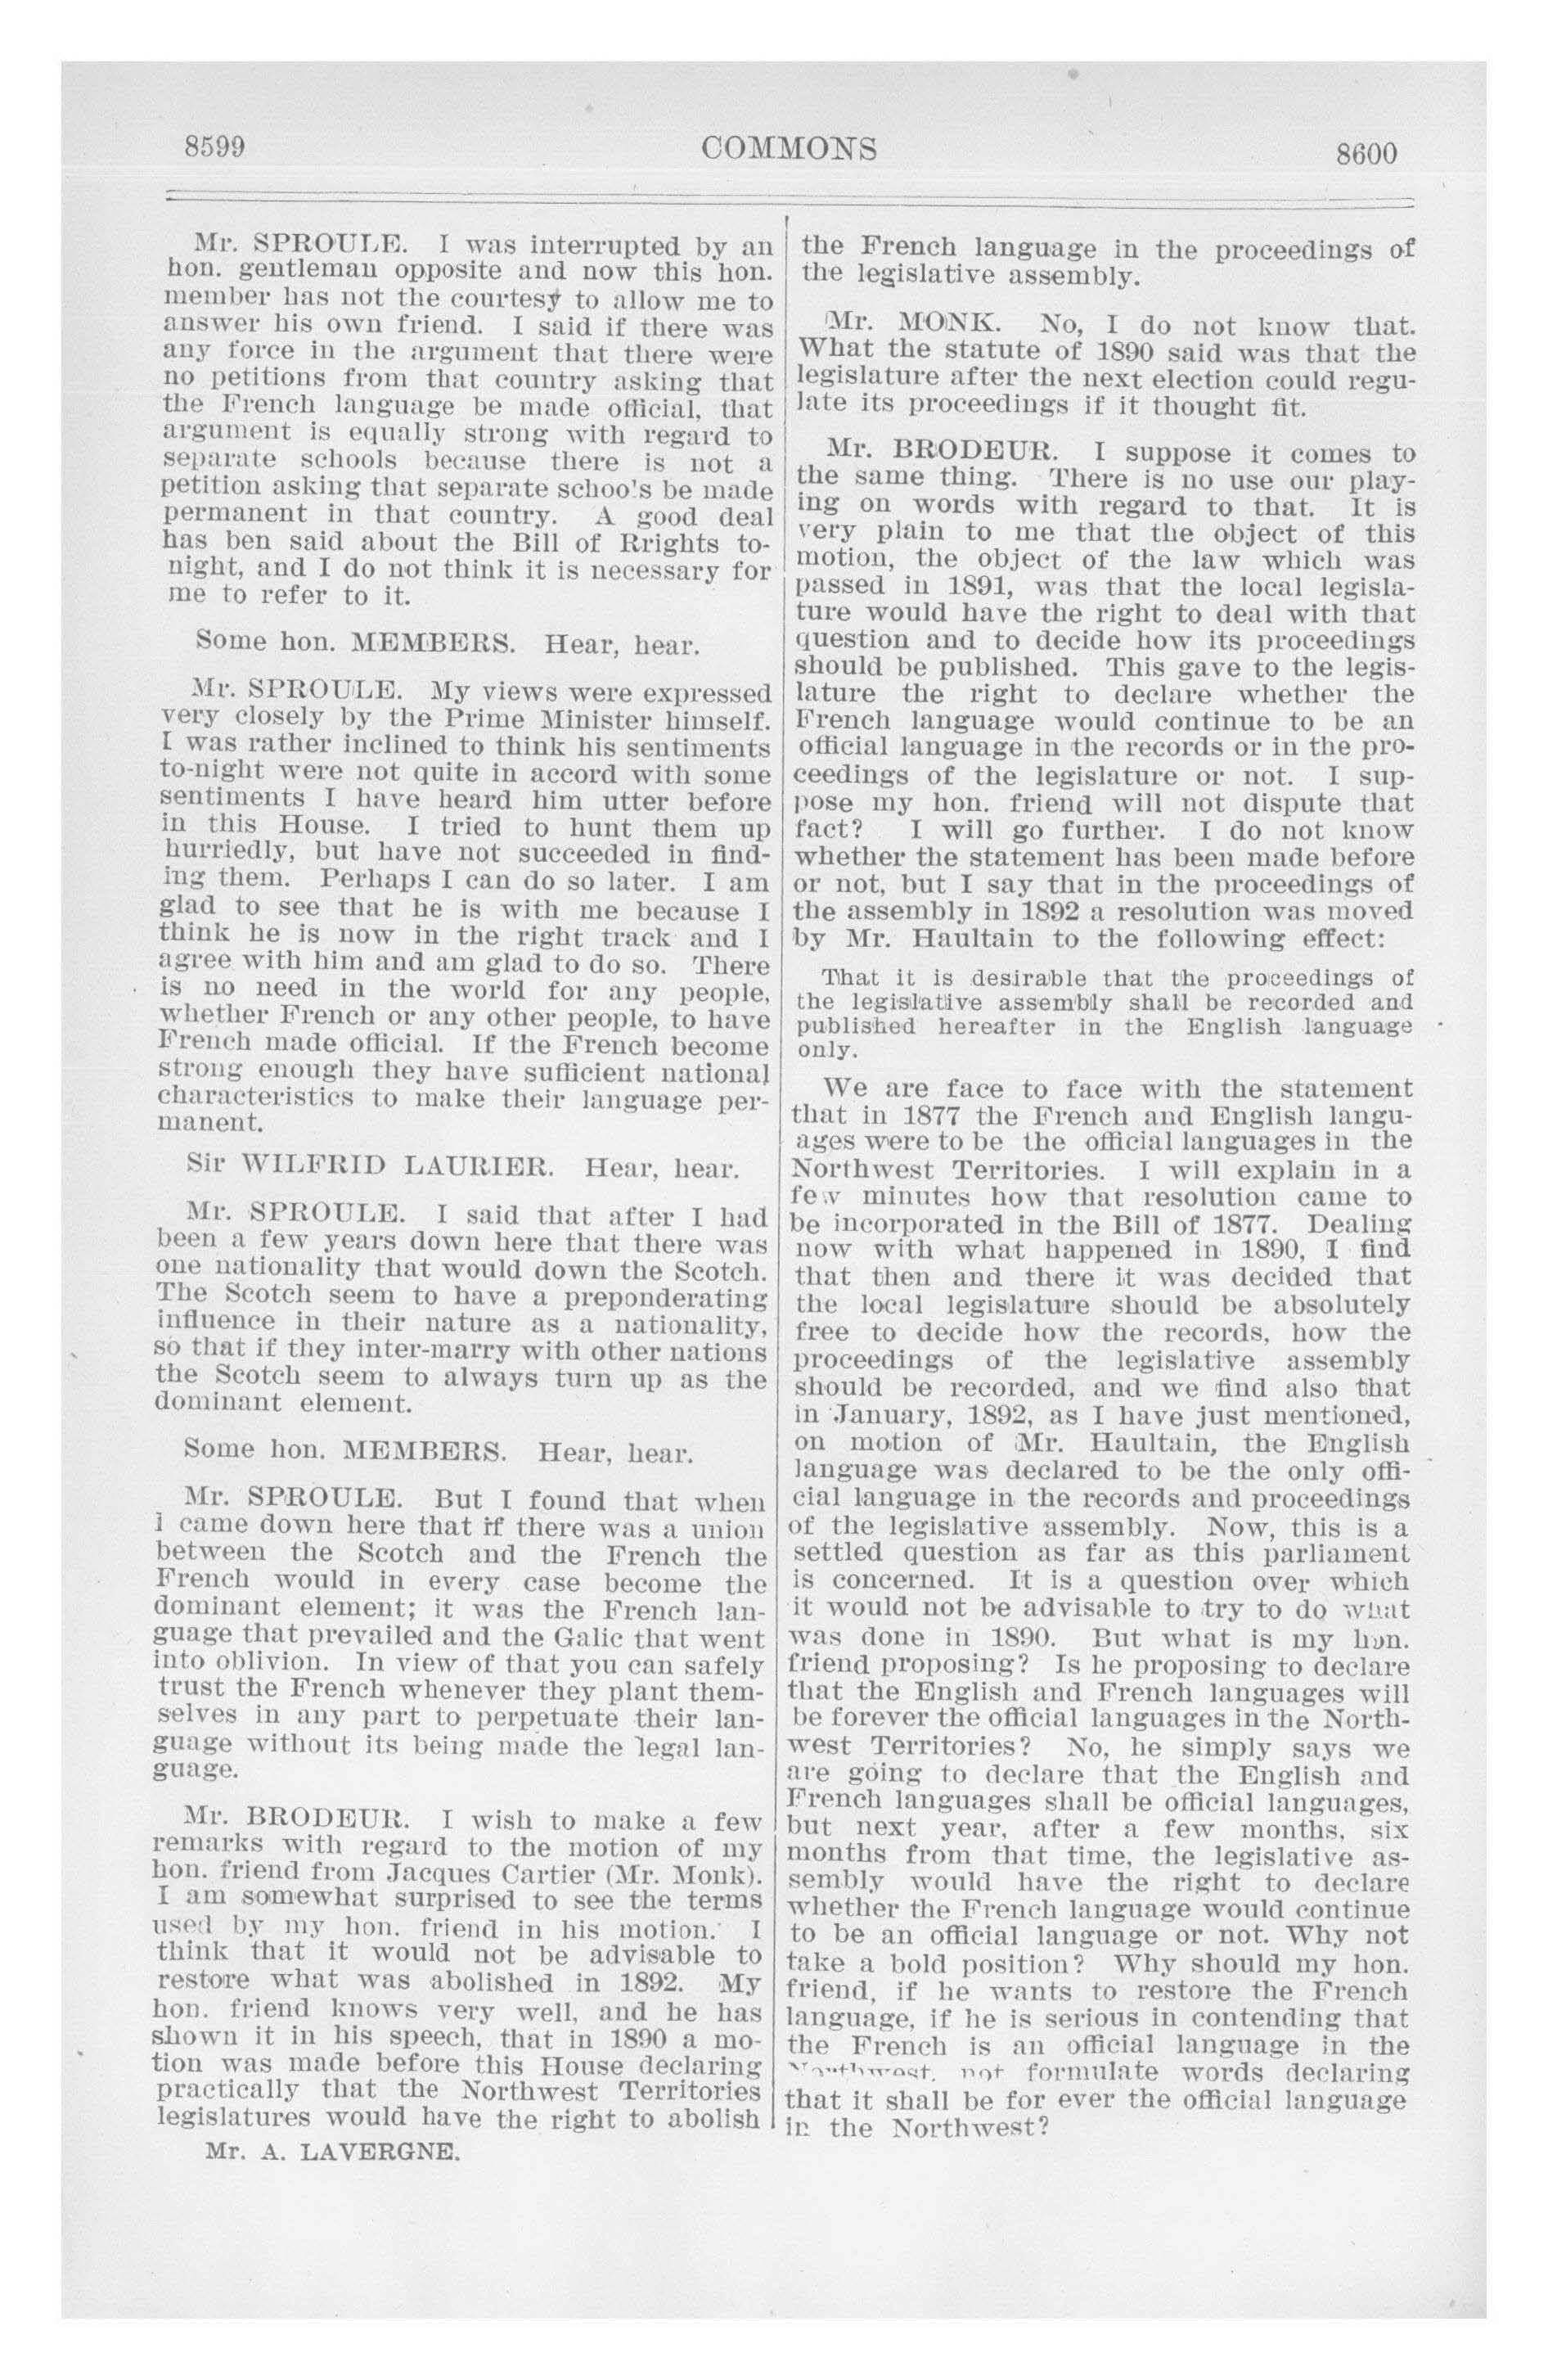 8599
COMMONS
8600
Mr. SPROULE. I was interrupted by an
hon. gentleman opposite and now this hon.
member has not the courtesy to allow me to
answer his own friend. I said if there was
any force in the argument that there were
no petitions from that country asking that
the French language be made official, that
argument is equally strong with regard to
separate schools because there is not a
petition asking that separate schoo's be made
permanent in that country. A good deal
has ben said about the Bill of Rrights to-
night, and I do not think it is necessary for
me to refer to it.
Some hon. MEMBERS. Hear, hear.
Mr. SPROULE. My views were expressed
very closely by the Prime Minister himself.
I was rather inclined to think his sentiments
to-night were not quite in accord with some
sentiments I have heard him utter before
in this House. I tried to hunt them up
hurriedly, but have not succeeded in find-
ing them. Perhaps I can do so later. I am
glad to see that he is with me because I
think he is now in the right track and I
agree with him and am glad to do so. There
is no need in the world for any people,
whether French or any other people, to have
French made official. If the French become
strong enough they have sufficient national
characteristics to make their language per-
manent.
Sir WILFRID LAURIER. Hear, hear.
Mr. SPROULE. I said that after I had
been a few years down here that there was
one nationality that would down the Scotch.
The Scotch seem to have a preponderating
influence in their nature as a nationality,
so that if they inter-marry with other nations
the Scotch seem to always turn up as the
dominant element.
Some hon. MEMBERS. Hear, hear.
Mr. SPROULE. But I found that when
I came down here that if there was a union
between the Scotch and the French the
French would in every case become the
dominant element; it was the French lan-
guage that prevailed and the Galic that went
into oblivion. In view of that you can safely
trust the French whenever they plant them-
selves in any part to perpetuate their lan-
guage without its being made the legal lan-
guage.
Mr. BRODEUR. I wish to make a few
remarks with regard to the motion of my
hon. friend from Jacques Cartier (Mr. Monk).
I am somewhat surprised to see the terms
used by my hon. friend in his motion. I
think that it would not be advisable to
restore what was abolished in 1892. My
hon. friend knows very well, and he has
shown it in his speech, that in 1890 a mo-
tion was made before this House declaring
practically that the Northwest Territories
legislatures would have the right to abolish
Mr. A. LAVERGNE.
the French language in the proceedings of
the legislative assembly.
Mr. MONK. No, I do not know that.
What the statute of 1890 said was that the
legislature after the next election could regu-
late its proceedings if it thought fit.
Mr. BRODEUR. I suppose it comes to
the same thing. There is no use our play-
ing on words with regard to that. It is
very plain to me that the object of this
motion, the object of the law which was
passed in 1891, was that the local legisla-
ture would have the right to deal with that
question and to decide how its proceedings
should be published. This gave to the legis-
lature the right to declare whether the
French language would continue to be an
official language in the records or in the pro-
ceedings of the legislature or not. I sup-
pose my hon. friend will not dispute that
fact? I will go further. I do not know
whether the statement has been made before
or not, but I say that in the proceedings of
the assembly in 1892 a resolution was moved
by Mr. Haultain to the following effect:
That it is desirable that the proceedings of
the legislative assembly shall be recorded and
published hereafter in the English language
only.
We are face to face with the statement
that in 1877 the French and English langu-
ages were to be the official languages in the
Northwest Territories. I will explain in a
few minutes how that resolution came to
be incorporated in the Bill of 1877. Dealing
now with what happened in 1890, I find
that then and there it was decided that
the local legislature should be absolutely
free to decide how the records, how the
proceedings of the legislative assembly
should be recorded, and we find also that
in January, 1892, as I have just mentioned,
on motion of Mr. Haultain, the English
language was declared to be the only offi-
cial language in the records and proceedings
of the legislative assembly. Now, this is a
settled question as far as this parliament
is concerned. It is a question over which
it would not be advisable to try to do what
was done in 1890. But what is my hon.
friend proposing? Is he proposing to declare
that the English and French languages will
be forever the official languages in the North-
west Territories? No, he simply says we
are going to declare that the English and
French languages shall be official languages,
but next year, after a few months, six
months from that time, the legislative as-
sembly would have the right to declare
whether the French language would continue
to be an official language or not. Why not
take a bold position? Why should my hon.
friend, if he wants to restore the French
language, if he is serious in contending that
the French is an official language in the
Northwest, not formulate words declaring
that it shall be for ever the official language
in the Northwest?